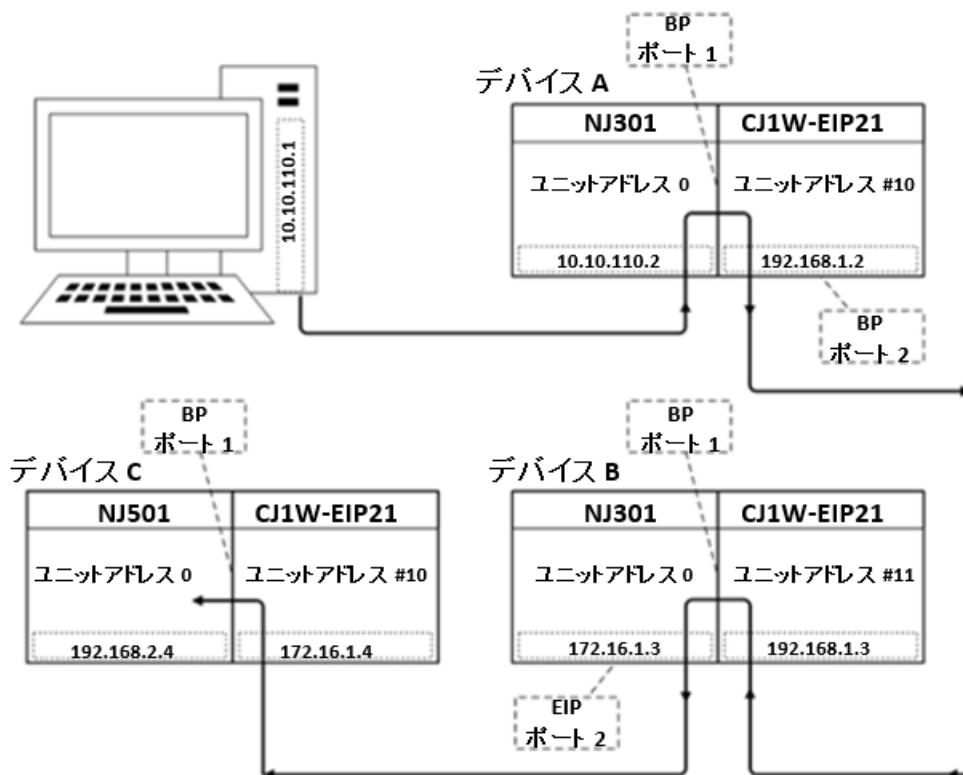 BP
ポート 1
デバイス A
NJ301
CJ1W-EIP21
10.10.110.1
ユニットアドレス 0
ユニットアドレス #10
10.10.110.2
192.168.1.2
BP
ポート 2
BP
ポート 1
BP
ポート 1
デバイス C
デバイス B
NJ501
CJ1W-EIP21
NJ301
CJ1W-EIP21
ユニットアドレス 0
ユニットアドレス #10
ユニットアドレス 0
ユニットアドレス #11
192.168.2.4
172.16.1.4
172.16.1.3
192.168.1.3
EIP
ポート 2